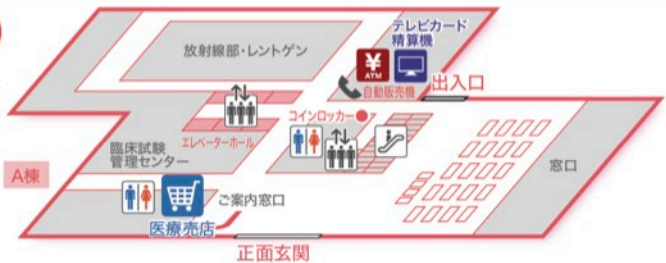 テレビカード
精算機
放射線部・レントゲン
¥
ATM
自動販売機
出入口
コインロッカー
エレベーターホール
臨床試験
管理センター
窓口
A棟
ご案内窓口
医療売店
正面玄関